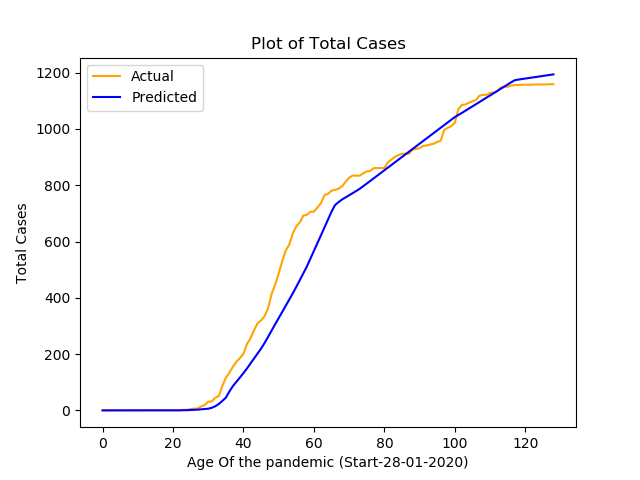 Plot of Total Cases
Actual
Predicted
1200
1000
800
600
400
200
0
Total Cases
0 20 40 60 80 100 120
Age Of the pandemic (Start-28-01-2020)